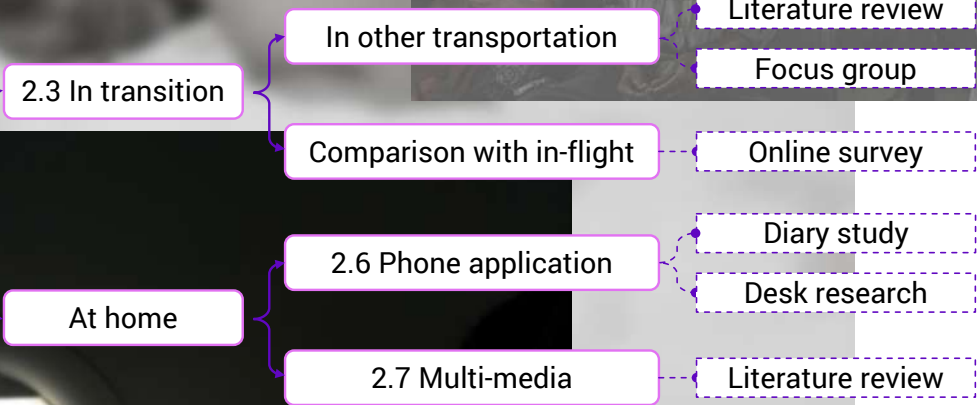 Literature review
In other transportation
Focus group
2.3 In transition
Comparison with in-flight
Online survey
Diary study
2.6 Phone application
Desk research
At home
2.7 Multi-media
Literature review